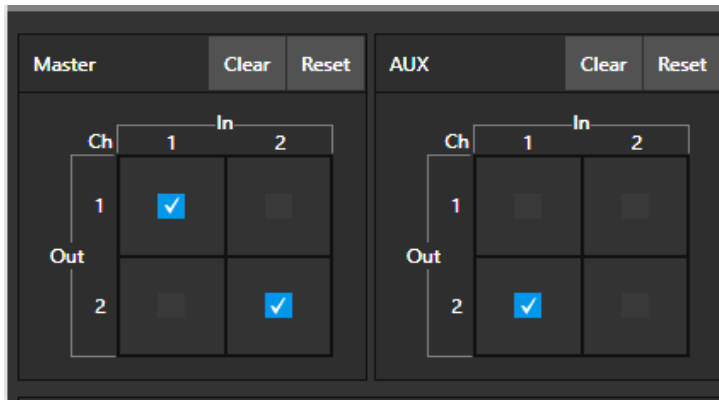 Master Clear Reset
In
Ch 1 2
1
Out
2
AUX Clear Reset
In
Ch 1 2
1
Out
2